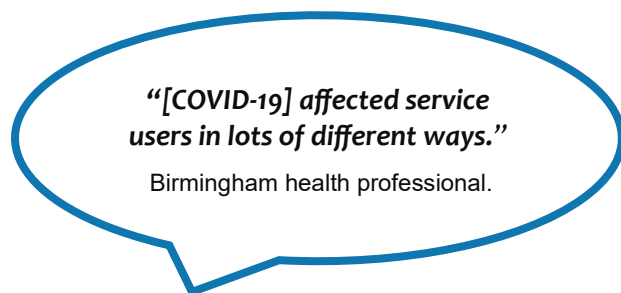 “[COVID-19] affected service
users in lots of different ways.”
Birmingham health professional.